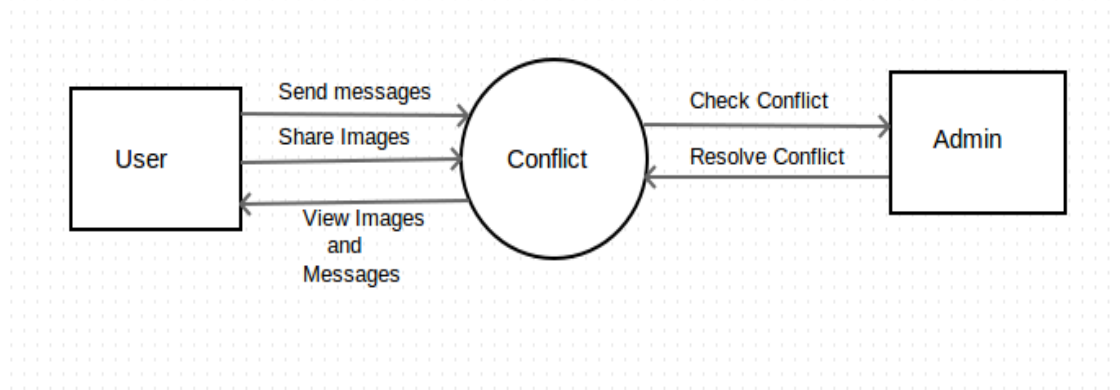 Send messages
Share Images
User
View Images
and
Messages
Conflict
Check Conflict
Resolve Conflict
Admin